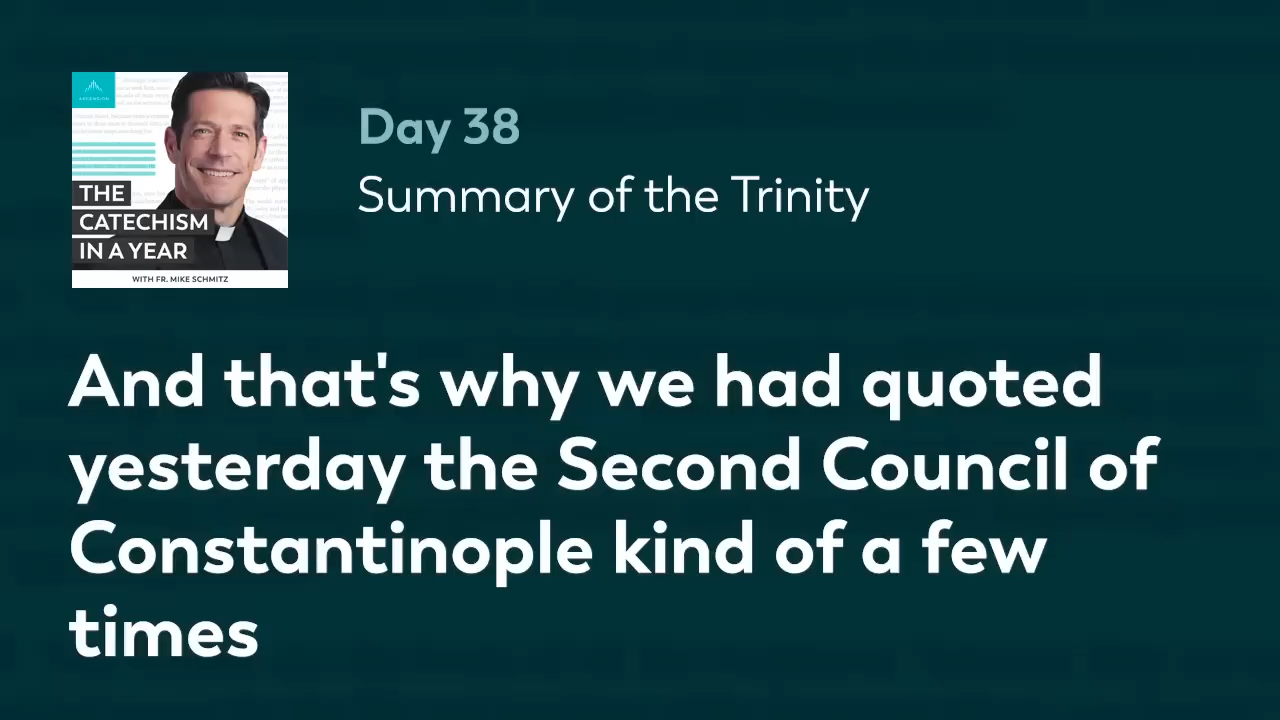 ASCENSION
Day 38
Summary of the Trinity
THE
CATECHISM
IN A YEAR
WITH FR. MIKE SCHMITZ
And that's why we had quoted
yesterday the Second Council of
Constantinople kind of a few
times